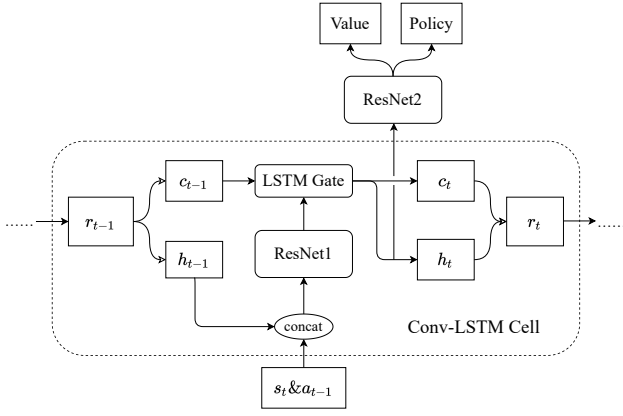 Value Policy
ResNet2
c_{t-1} LSTM Gate c_t
...... r_{t-1} r_t ......
h_{t-1} ResNet1 h_t
concat Conv-LSTM Cell
s_t&a_{t-1}